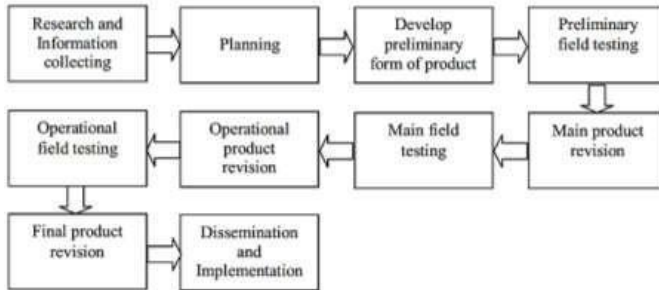 Research and
Information
collecting
Planning
Develop
preliminary
form of product
Preliminary
field testing
Main product
revision
Main field
testing
Operational
product
revision
Operational
field testing
Final product
revision
Dissemination
and
Implementation